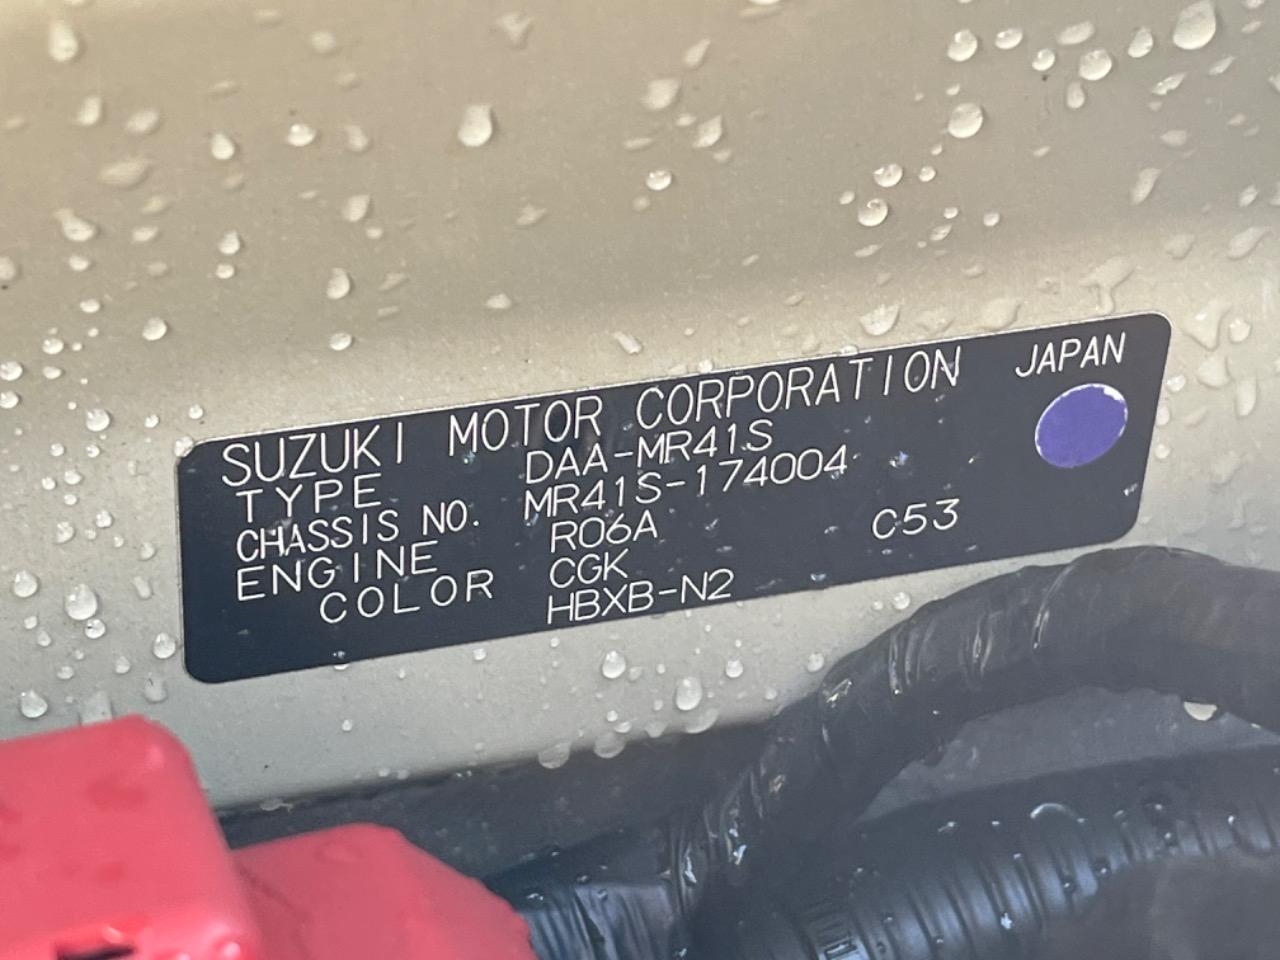 SUZUKI MOTOR CORPORATION JAPAN
TYPE DAA-MR41S
CHASSIS NO. MR41S-174004
ENGINE R06A C53
COLOR CGK
HBXB-N2